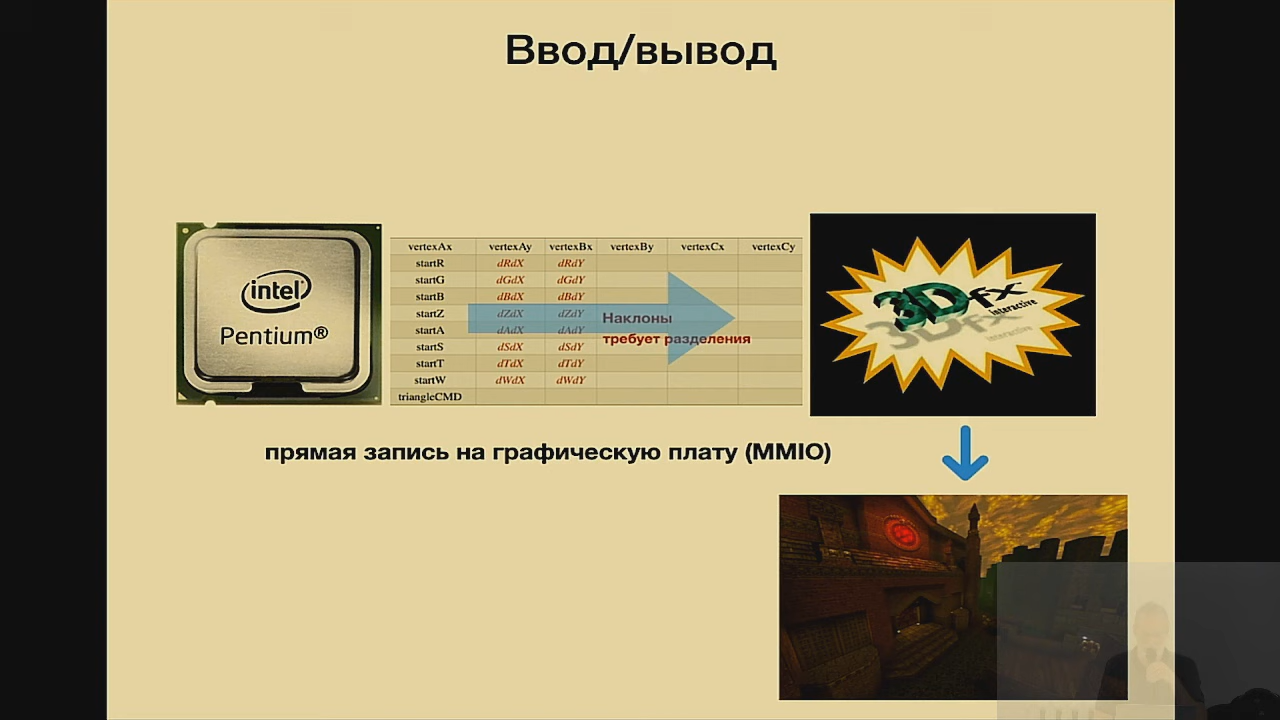 Ввод/вывод
intel
Pentium®
vertexAx vertexAy vertexBx vertexBy vertexCx vertexCy
startR dRdX dRdY
startG dGdX dGdY
startB dBdX dBdY
startZ dZdX dZdY
startA dAdX dAdY
startS dSdX dSdY
startT dTdX dTdY
startW dWdX dWdY
triangleCMD
Наклоны
требует разделения
3Dfx
interactive
прямая запись на графическую плату (MMIO)